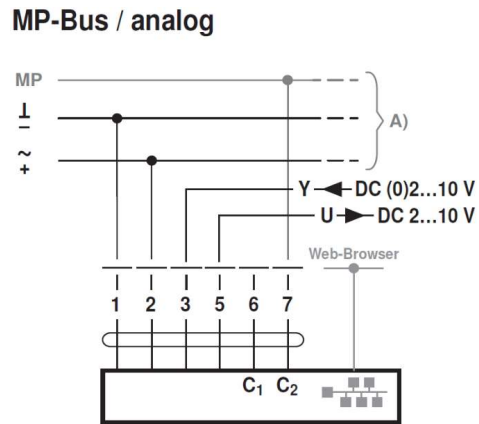 MP-Bus / analog
MP
⊥
–
A)
~
+
Y DC (0)2...10 V
U DC 2...10 V
Web-Browser
1 2 3 5 6 7
C₁ C₂